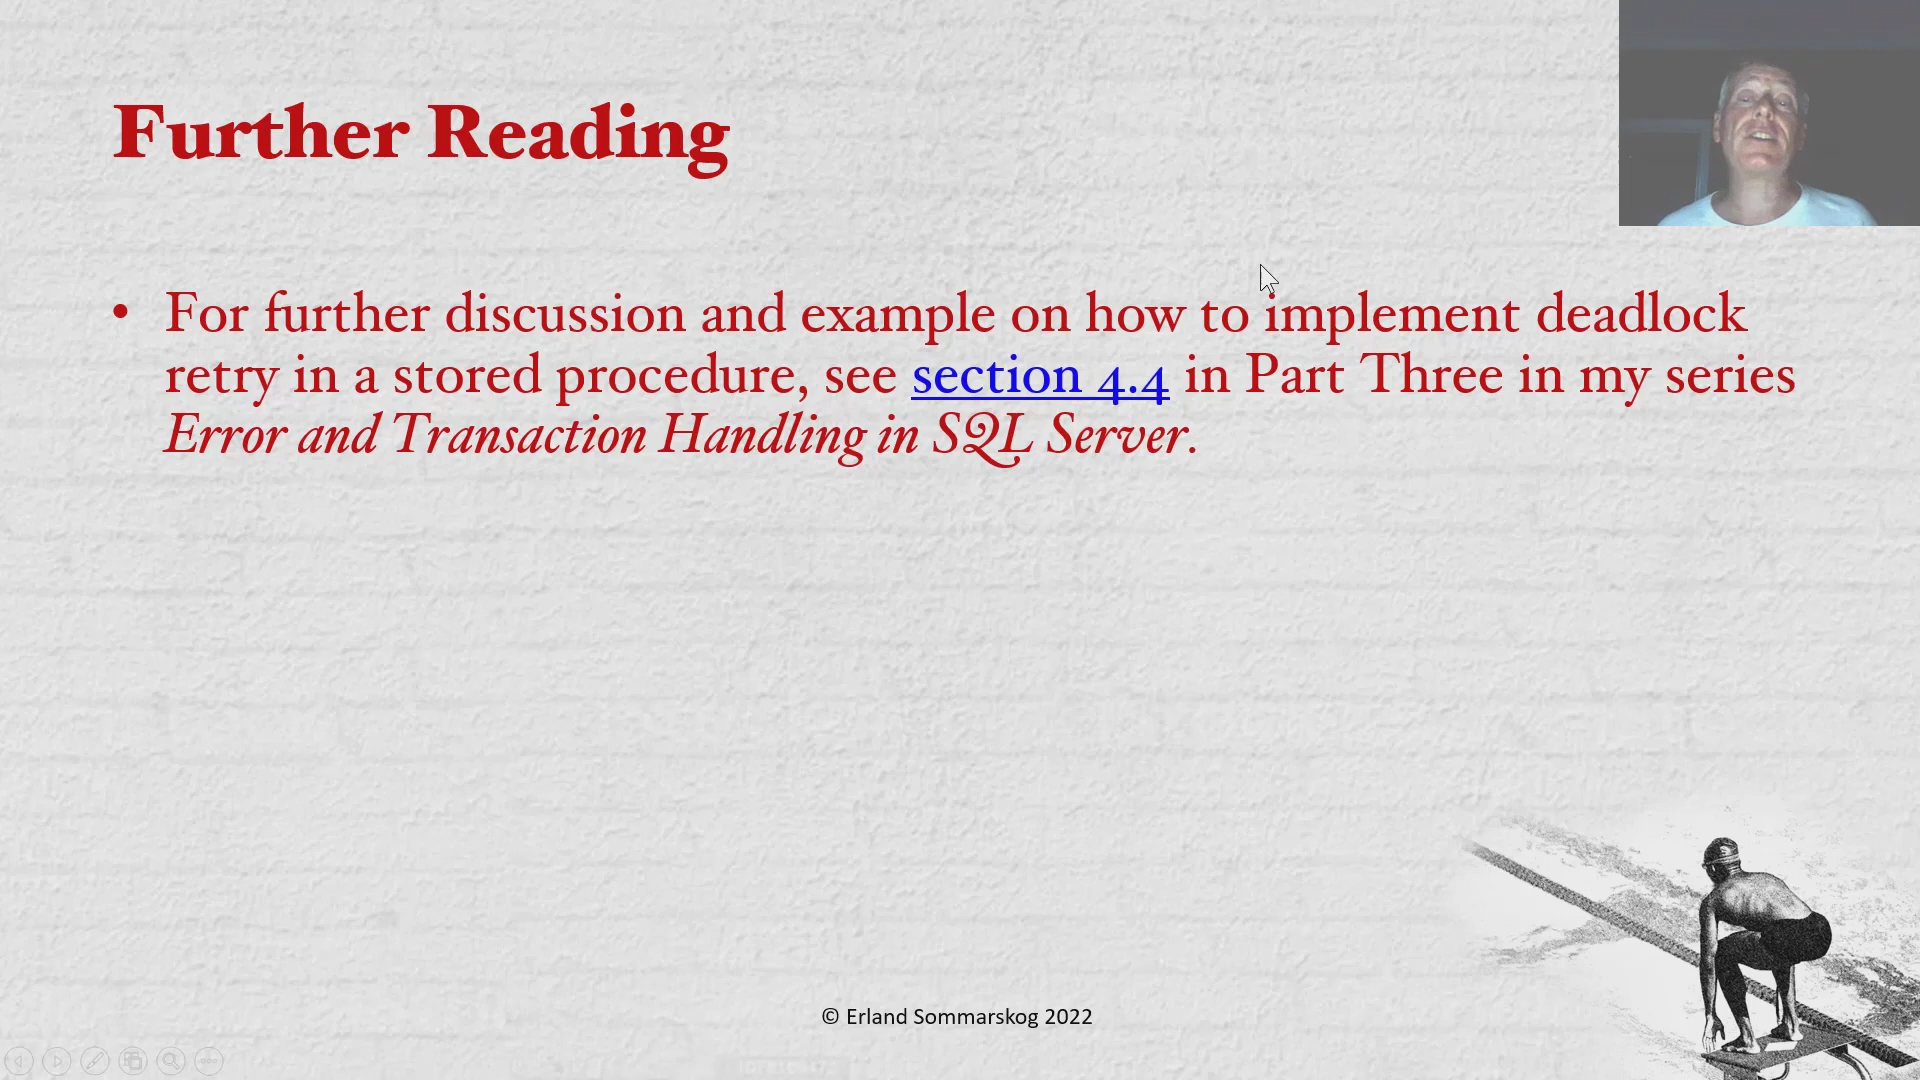 Further Reading
• For further discussion and example on how to implement deadlock
retry in a stored procedure, see section 4.4 in Part Three in my series
Error and Transaction Handling in SQL Server.
© Erland Sommarskog 2022